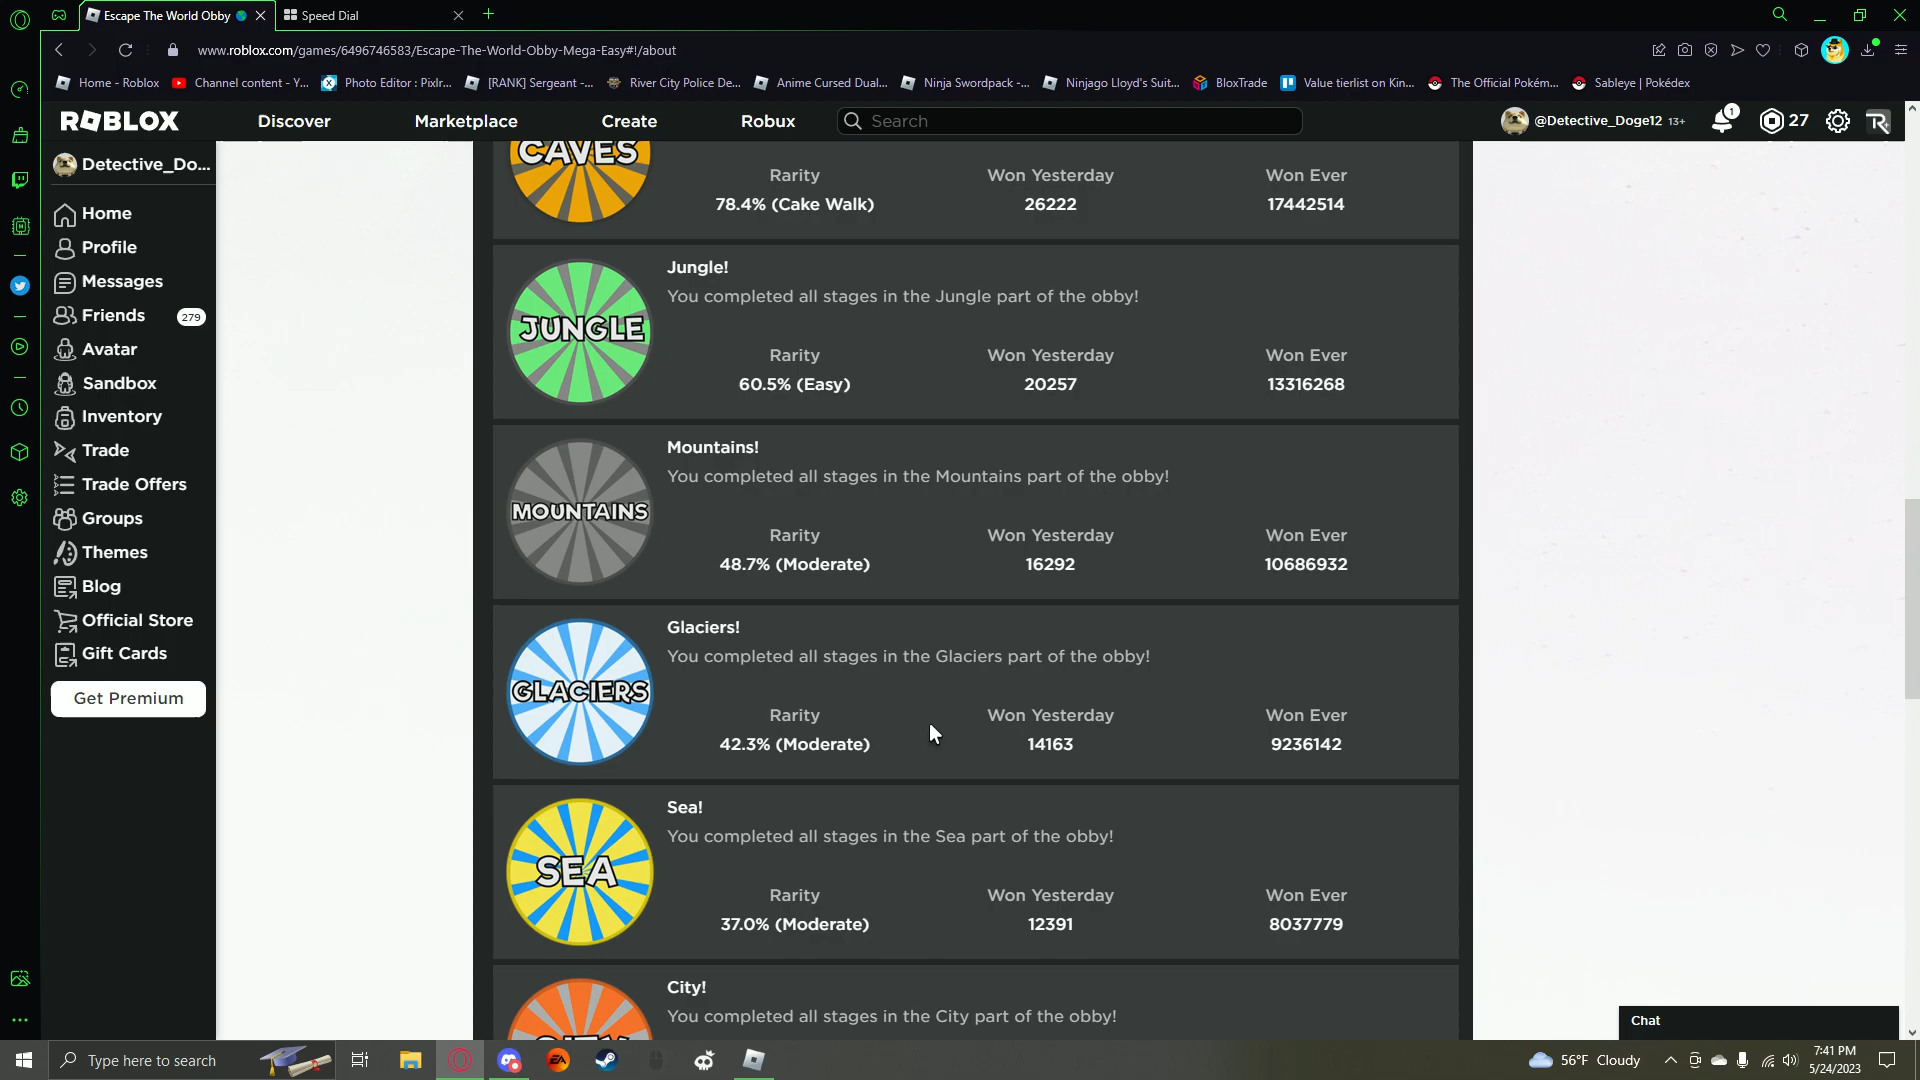 Escape The World Obby
Speed Dial
www.roblox.com/games/6496746583/Escape-The-World-Obby-Mega-Easy#!/about
Home - Roblox
Channel content - Y...
Photo Editor : Pixlr...
[RANK] Sergeant -...
River City Police De...
Anime Cursed Dual...
Ninja Swordpack -...
Ninjago Lloyd's Suit...
BloxTrade
Value tierlist on Kin...
The Official Pokém...
Sableye | Pokédex
ROBLOX
Discover
Marketplace
Create
Robux
Search
@Detective_Doge12 13+
1
27
Detective_Do...
Home
Profile
Messages
Friends 279
Avatar
Sandbox
Inventory
Trade
Trade Offers
Groups
Themes
Blog
Official Store
Gift Cards
Get Premium
CAVES
Rarity Won Yesterday Won Ever
78.4% (Cake Walk) 26222 17442514
JUNGLE
Jungle!
You completed all stages in the Jungle part of the obby!
Rarity Won Yesterday Won Ever
60.5% (Easy) 20257 13316268
MOUNTAINS
Mountains!
You completed all stages in the Mountains part of the obby!
Rarity Won Yesterday Won Ever
48.7% (Moderate) 16292 10686932
GLACIERS
Glaciers!
You completed all stages in the Glaciers part of the obby!
Rarity Won Yesterday Won Ever
42.3% (Moderate) 14163 9236142
SEA
Sea!
You completed all stages in the Sea part of the obby!
Rarity Won Yesterday Won Ever
37.0% (Moderate) 12391 8037779
City!
You completed all stages in the City part of the obby!
CITY
Chat
Type here to search
EA
56°F Cloudy
7:41 PM
5/24/2023